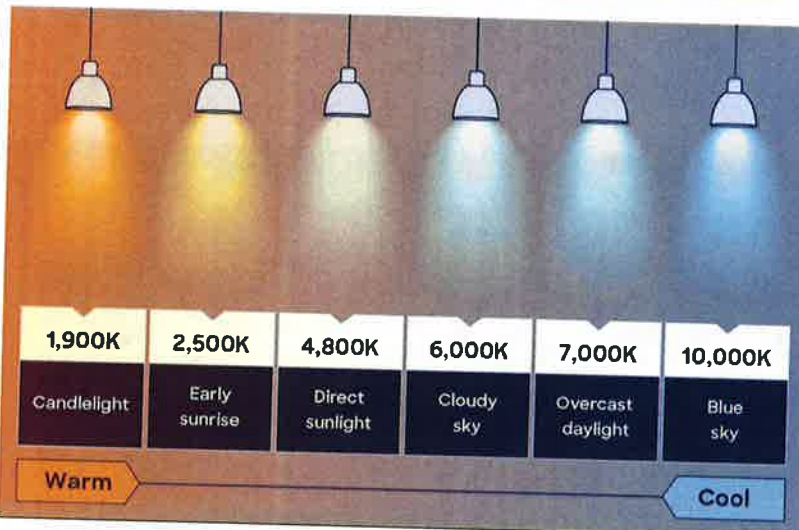 1,900K
2,500K
4,800K
6,000K
7,000K
10,000K
Candlelight
Early
sunrise
Direct
sunlight
Cloudy
sky
Overcast
daylight
Blue
sky
Warm
Cool